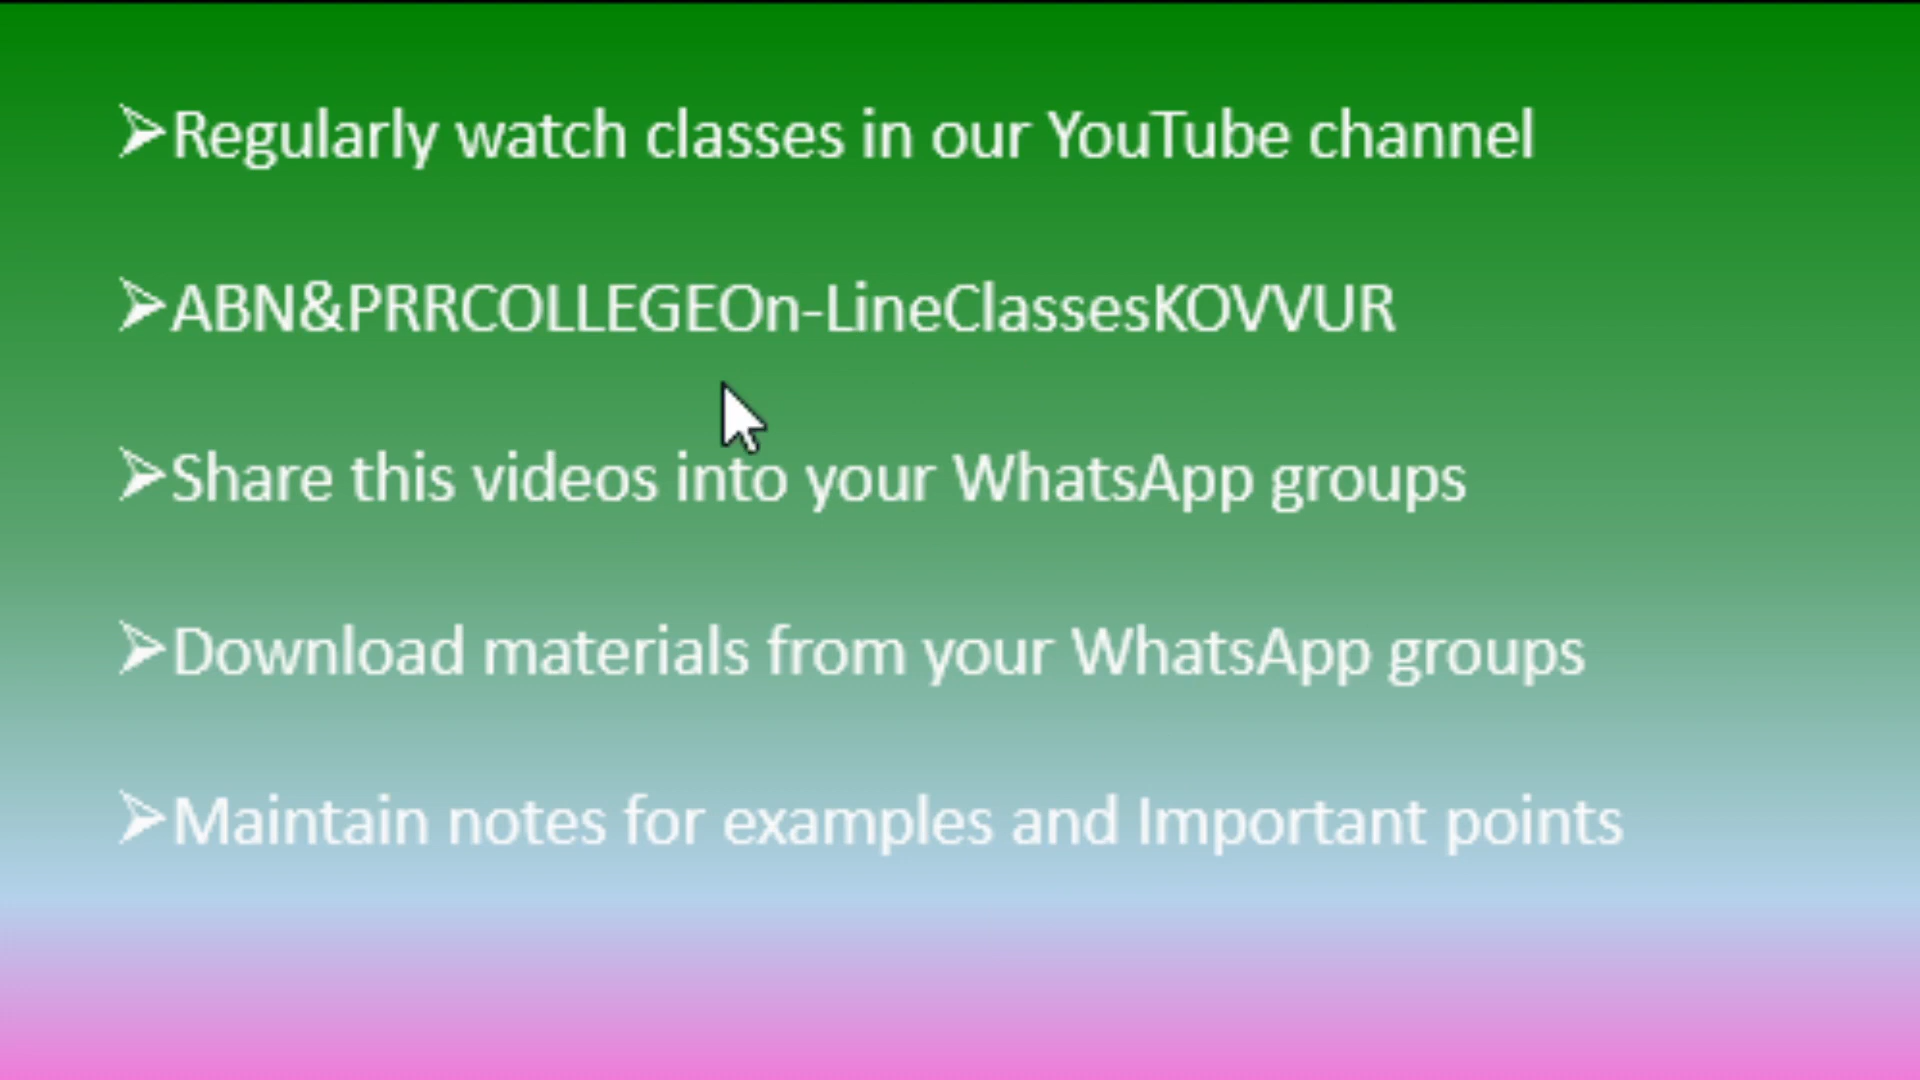 ➢Regularly watch classes in our YouTube channel
➢ABN&PRRCOLLEGEOn-LineClassesKOVVUR
➢Share this videos into your WhatsApp groups
➢Download materials from your WhatsApp groups
➢Maintain notes for examples and Important points